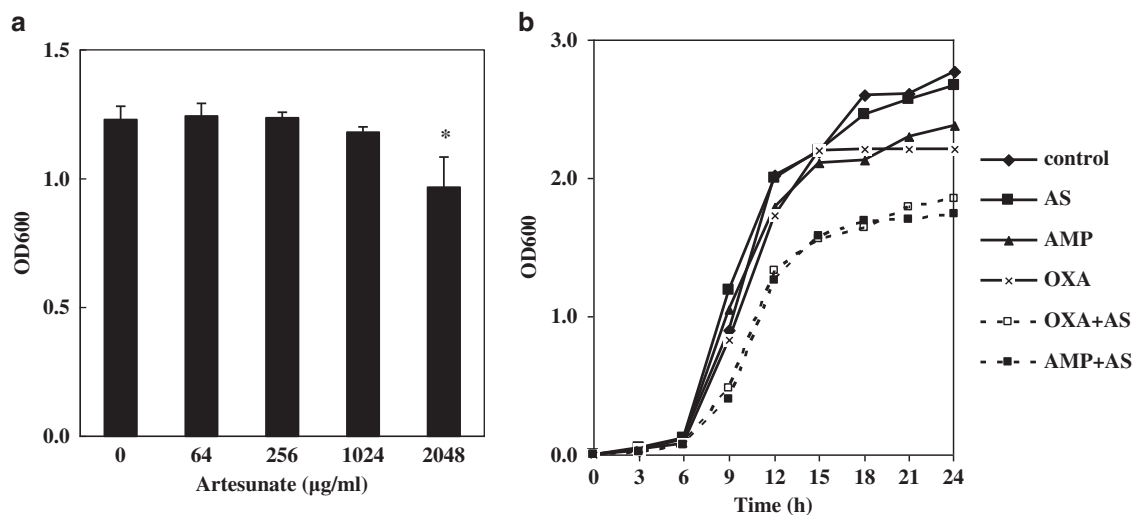 a
1.5
1.0
0.5
0.0
OD600
*
0 64 256 1024 2048
Artesunate (µg/ml)
b
3.0
2.0
1.0
0.0
OD600
0 3 6 9 12 15 18 21 24
Time (h)
control
AS
AMP
OXA
OXA+AS
AMP+AS